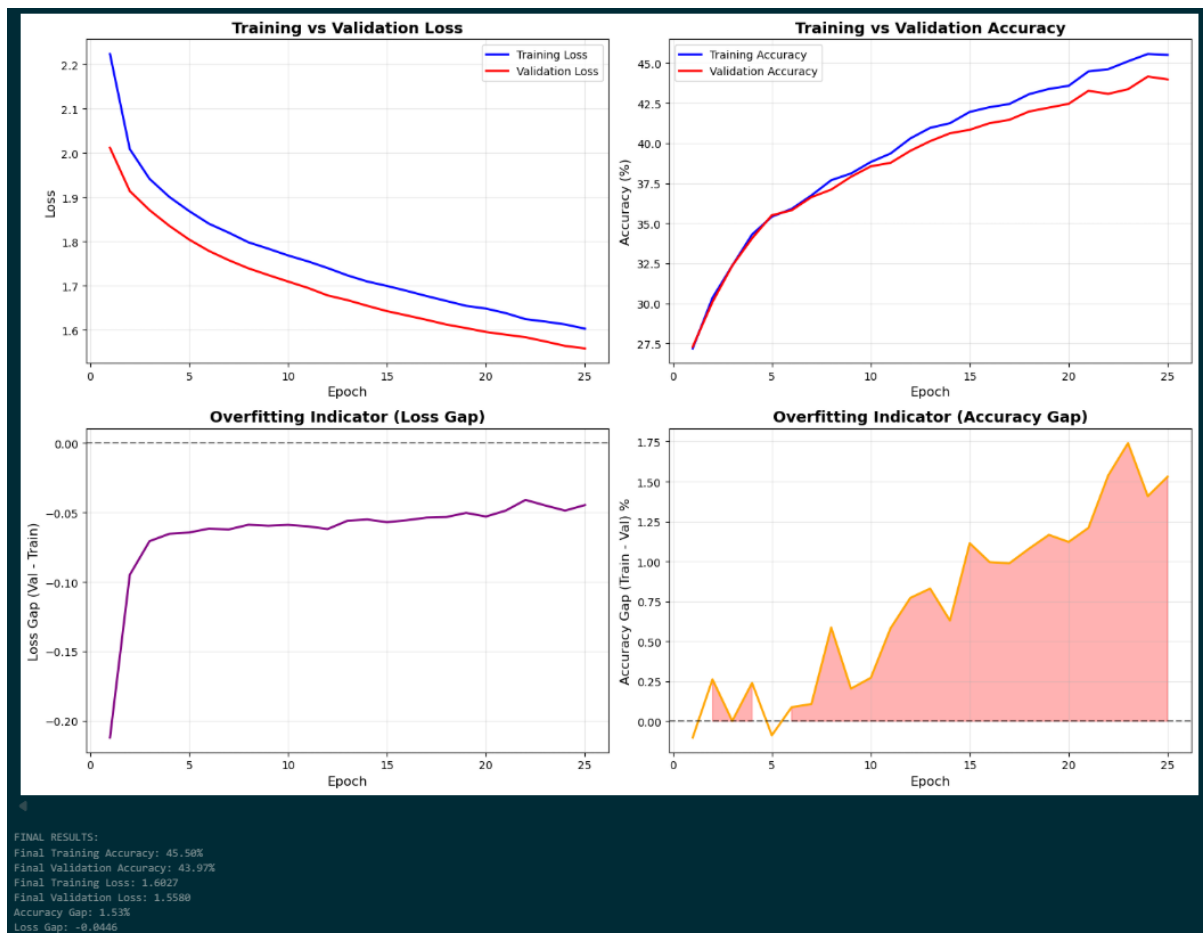 Training vs Validation Loss
Training Loss
Validation Loss
2.2
2.1
2.0
1.9
1.8
1.7
1.6
Loss
0 5 10 15 20 25
Epoch
Training vs Validation Accuracy
Training Accuracy
Validation Accuracy
45.0
42.5
40.0
37.5
35.0
32.5
30.0
27.5
Accuracy (%)
0 5 10 15 20 25
Epoch
Overfitting Indicator (Loss Gap)
0.00
−0.05
−0.10
−0.15
−0.20
Loss Gap (Val - Train)
0 5 10 15 20 25
Epoch
Overfitting Indicator (Accuracy Gap)
1.75
1.50
1.25
1.00
0.75
0.50
0.25
0.00
Accuracy Gap (Train - Val) %
0 5 10 15 20 25
Epoch
FINAL RESULTS:
Final Training Accuracy: 45.50%
Final Validation Accuracy: 43.97%
Final Training Loss: 1.6027
Final Validation Loss: 1.5580
Accuracy Gap: 1.53%
Loss Gap: -0.0446